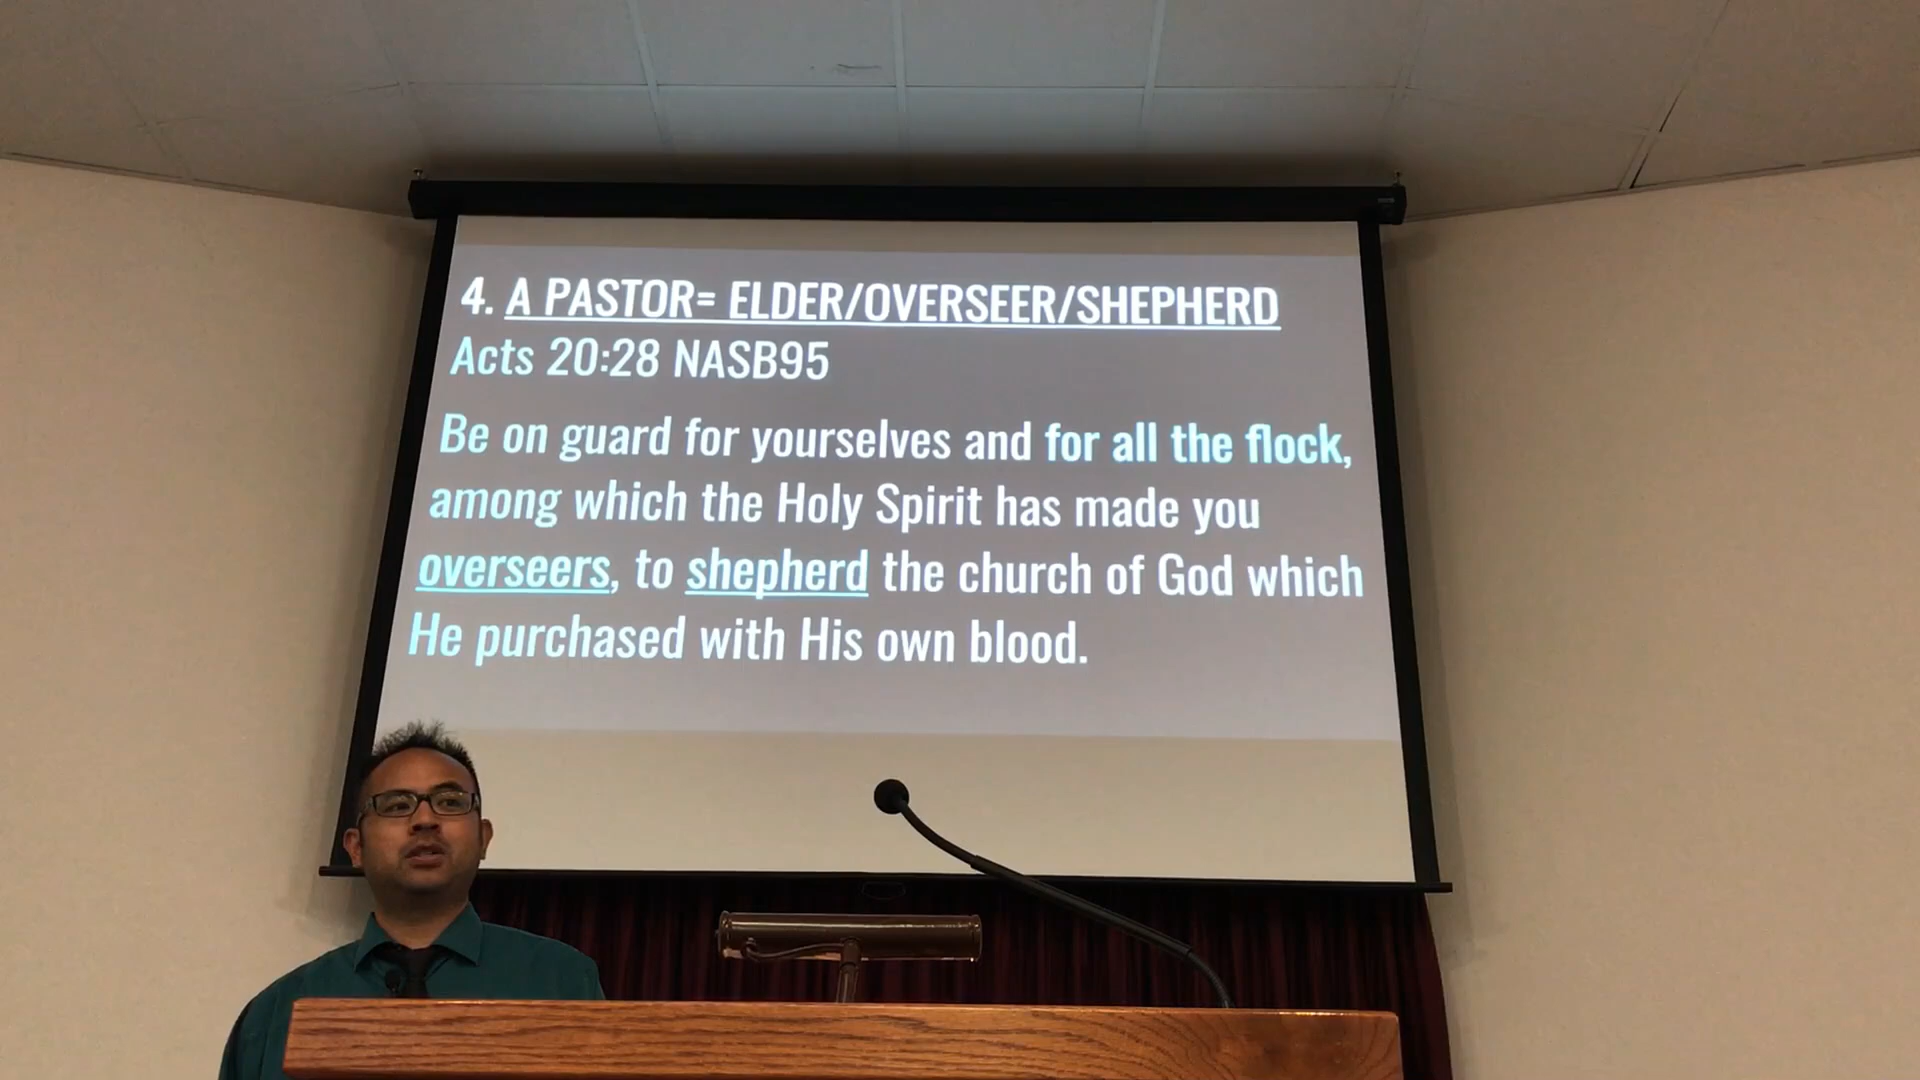 4. A PASTOR= ELDER/OVERSEER/SHEPHERD
Acts 20:28 NASB95
Be on guard for yourselves and for all the flock,
among which the Holy Spirit has made you
overseers, to shepherd the church of God which
He purchased with His own blood.